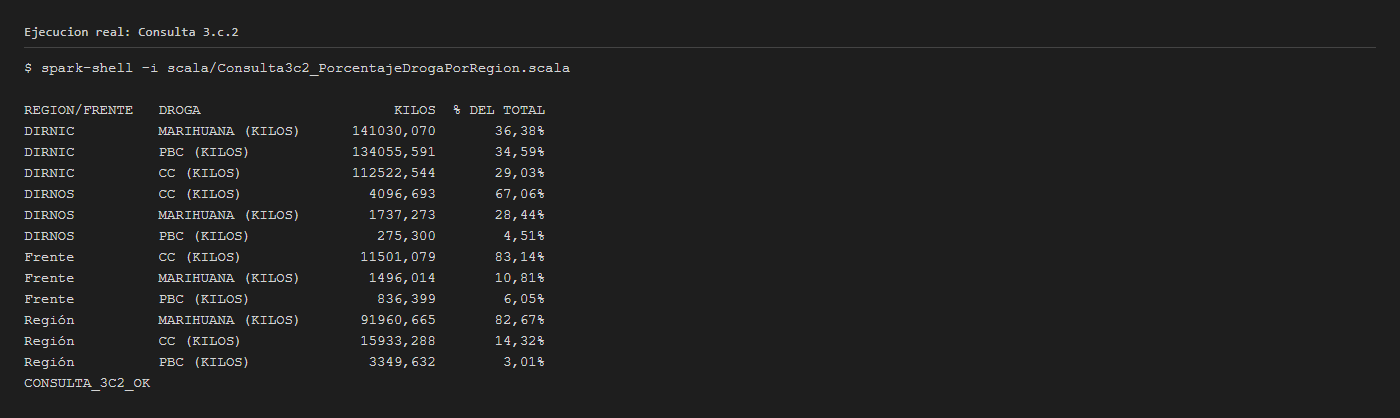 Ejecucion real: Consulta 3.c.2
$ spark-shell -i scala/Consulta3c2_PorcentajeDrogaPorRegion.scala
REGION/FRENTE DROGA KILOS % DEL TOTAL
DIRNIC MARIHUANA (KILOS) 141030,070 36,38%
DIRNIC PBC (KILOS) 134055,591 34,59%
DIRNIC CC (KILOS) 112522,544 29,03%
DIRNOS CC (KILOS) 4096,693 67,06%
DIRNOS MARIHUANA (KILOS) 1737,273 28,44%
DIRNOS PBC (KILOS) 275,300 4,51%
Frente CC (KILOS) 11501,079 83,14%
Frente MARIHUANA (KILOS) 1496,014 10,81%
Frente PBC (KILOS) 836,399 6,05%
Región MARIHUANA (KILOS) 91960,665 82,67%
Región CC (KILOS) 15933,288 14,32%
Región PBC (KILOS) 3349,632 3,01%
CONSULTA_3C2_OK